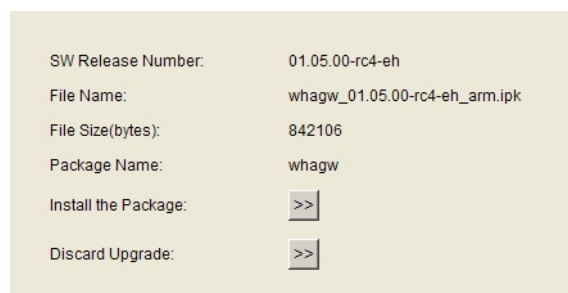 SW Release Number: 01.05.00-rc4-eh
File Name: whagw_01.05.00-rc4-eh_arm.ipk
File Size(bytes): 842106
Package Name: whagw
Install the Package: >>
Discard Upgrade: >>